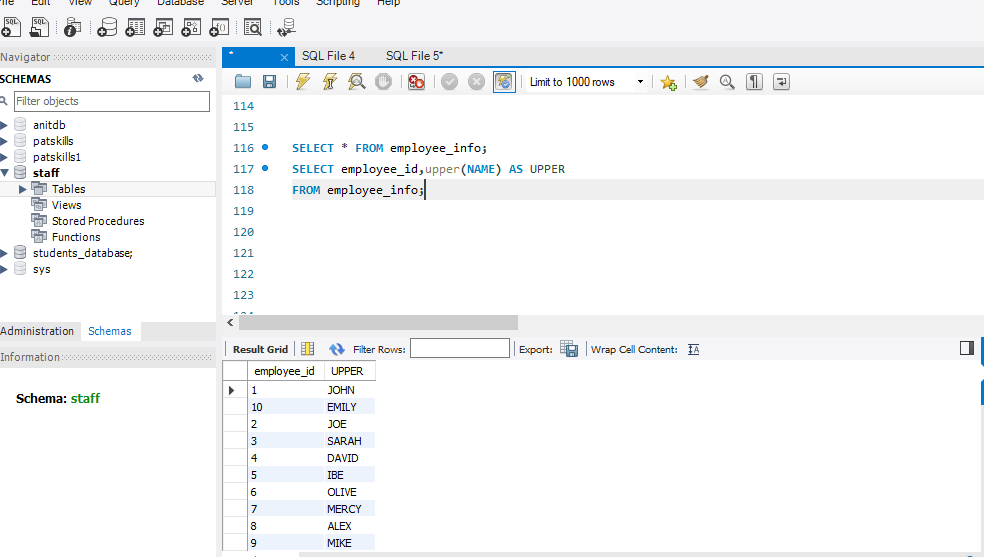 File Edit View Query Database Server Tools Scripting Help
Navigator
SCHEMAS
Filter objects
anitdb
patskills
patskills1
staff
Tables
Views
Stored Procedures
Functions
students_database;
sys
Administration Schemas
Information
Schema: staff
* SQL File 4 SQL File 5*
Limit to 1000 rows
114
115
116 SELECT * FROM employee_info;
117 SELECT employee_id,upper(NAME) AS UPPER
118 FROM employee_info;
119
120
121
122
123
Result Grid Filter Rows: Export: Wrap Cell Content: IA
employee_id UPPER
1 JOHN
10 EMILY
2 JOE
3 SARAH
4 DAVID
5 IBE
6 OLIVE
7 MERCY
8 ALEX
9 MIKE